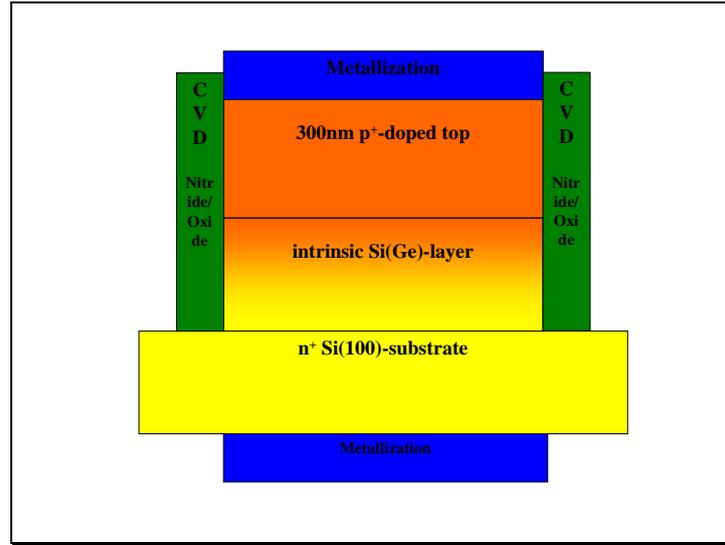 Metallization
C
V
D
Nitr
ide/
Oxi
de
300nm p⁺-doped top
intrinsic Si(Ge)-layer
C
V
D
Nitr
ide/
Oxi
de
n⁺ Si(100)-substrate
Metallization